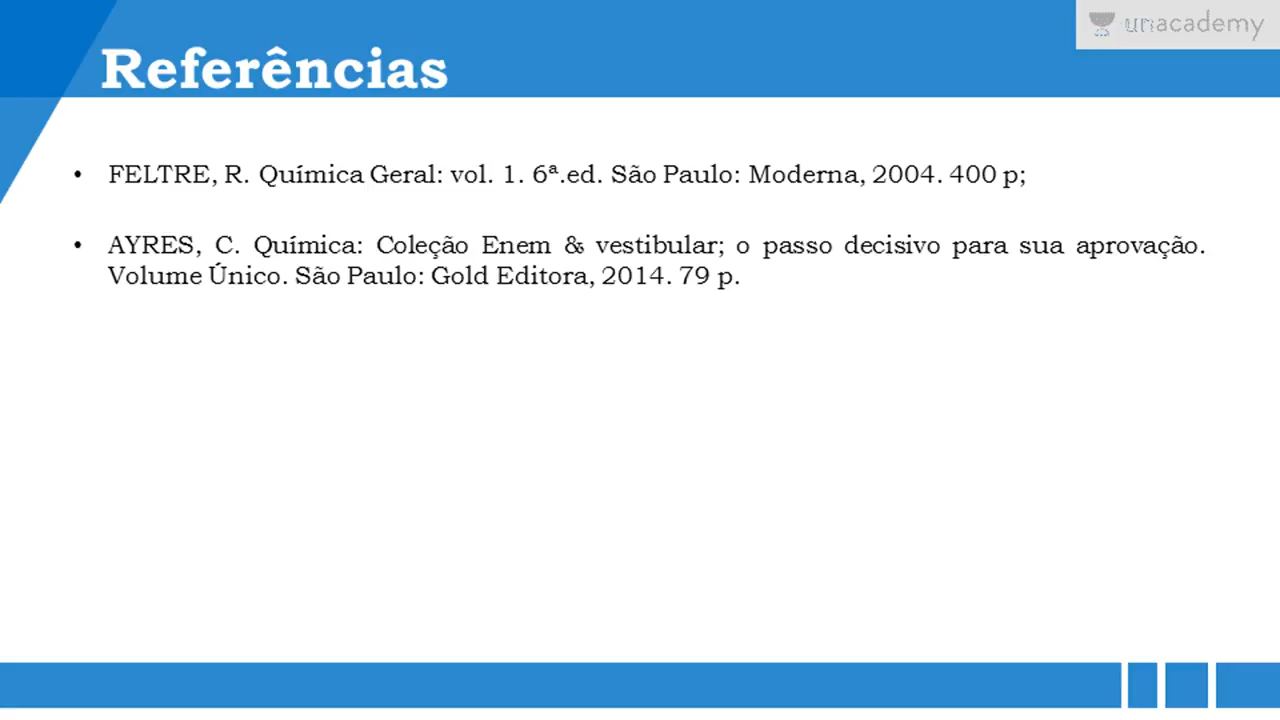 unacademy
Referências
• FELTRE, R. Química Geral: vol. 1. 6ª.ed. São Paulo: Moderna, 2004. 400 p;
• AYRES, C. Química: Coleção Enem & vestibular; o passo decisivo para sua aprovação.
Volume Único. São Paulo: Gold Editora, 2014. 79 p.